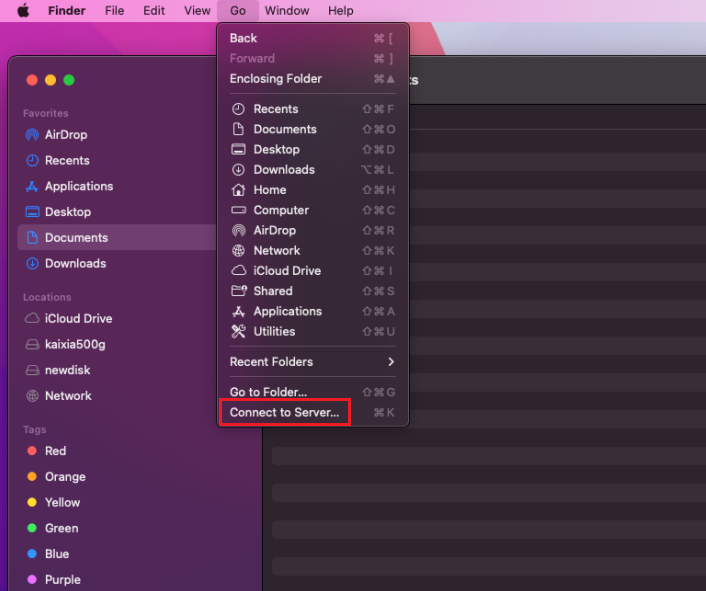 Finder File Edit View Go Window Help
Back ⌘ [
Forward ⌘ ]
Enclosing Folder ⌘▲
Recents ⇧⌘ F
Documents ⇧⌘ O
Desktop ⇧⌘ D
Downloads ⌥⌘ L
Home ⇧⌘ H
Computer ⇧⌘ C
AirDrop ⇧⌘ R
Network ⇧⌘ K
iCloud Drive ⇧⌘ I
Shared ⇧⌘ S
Applications ⇧⌘ A
Utilities ⇧⌘ U
Recent Folders
Go to Folder... ⇧⌘ G
Connect to Server... ⌘ K
Favorites
AirDrop
Recents
Applications
Desktop
Documents
Downloads
Locations
iCloud Drive
kaixia500g
newdisk
Network
Tags
Red
Orange
Yellow
Green
Blue
Purple